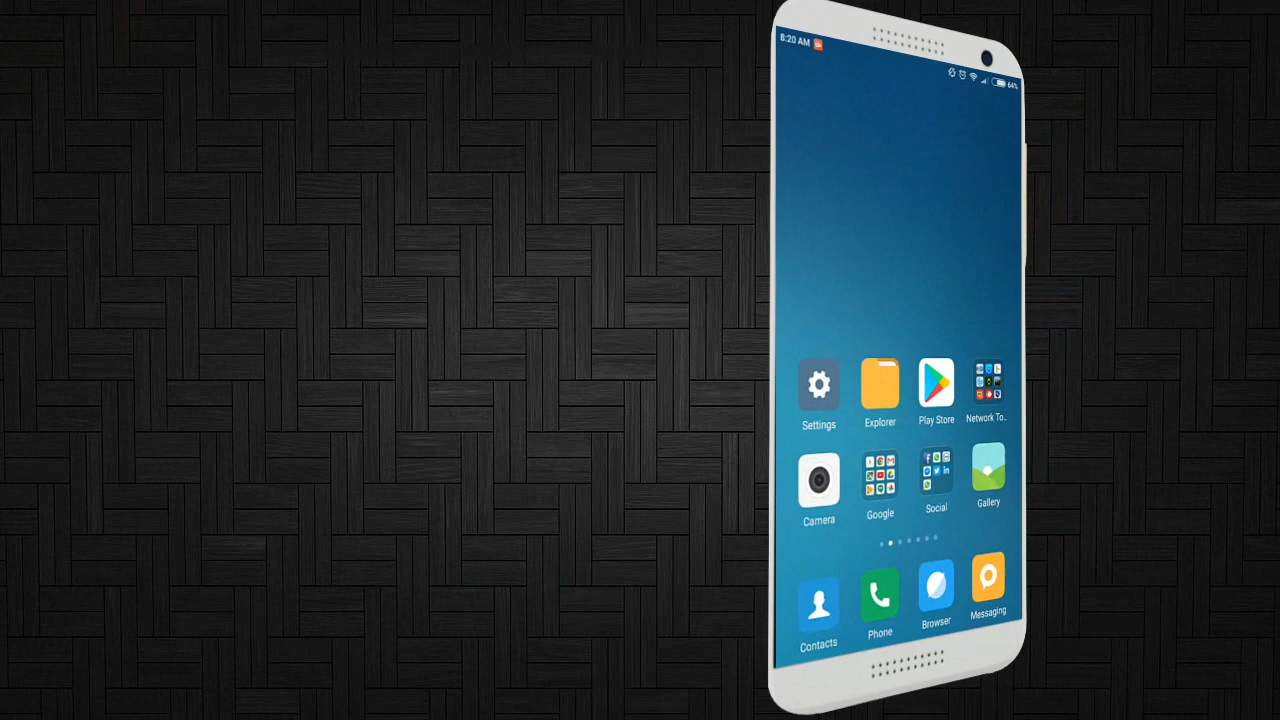 8:20 AM
64%
Settings
Explorer
Play Store
Network To..
Camera
Google
Social
Gallery
Contacts
Phone
Browser
Messaging